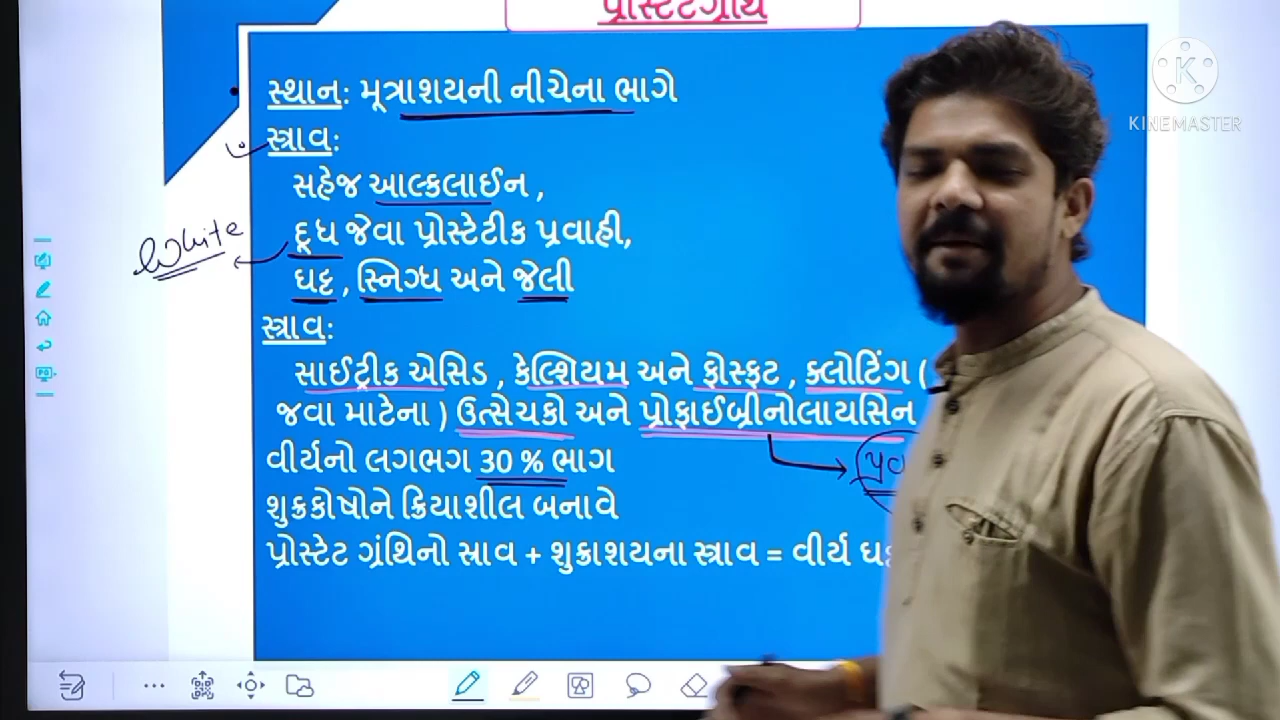 પ્રોસ્ટેટગ્રંથિ
સ્થાન: મૂત્રાશયની નીચેના ભાગે
સ્ત્રાવ:
સહેજ આલ્કલાઈન ,
દૂધ જેવા પ્રોસ્ટેટીક પ્રવાહી,
White
ઘટ્ટ , સ્નિગ્ધ અને જેલી
સ્ત્રાવ:
સાઈટ્રીક એસિડ , કેલ્શિયમ અને ફોસ્ફટ , ક્લોટિંગ (
જવા માટેના ) ઉત્સેચકો અને પ્રોફાઈબ્રીનોલાયસિન
વીર્યનો લગભગ 30 % ભાગ
શુક્રકોષોને ક્રિયાશીલ બનાવે
પ્રોસ્ટેટ ગ્રંથિનો સ્રાવ + શુક્રાશયના સ્ત્રાવ = વીર્ય
K
KINEMASTER